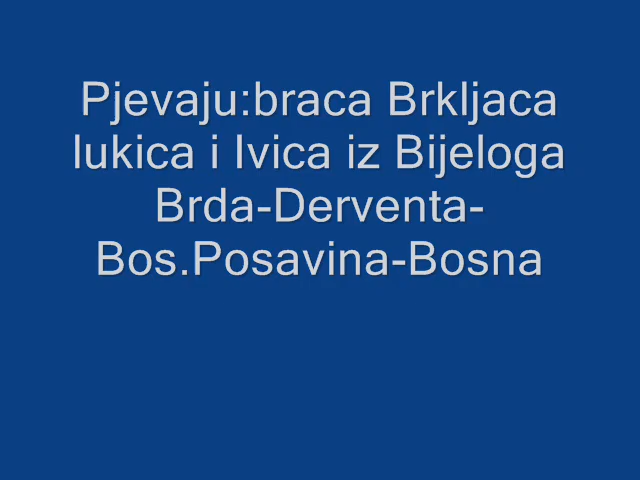 Pjevaju:braca Brkljaca
lukica i Ivica iz Bijeloga
Brda-Derventa-
Bos.Posavina-Bosna